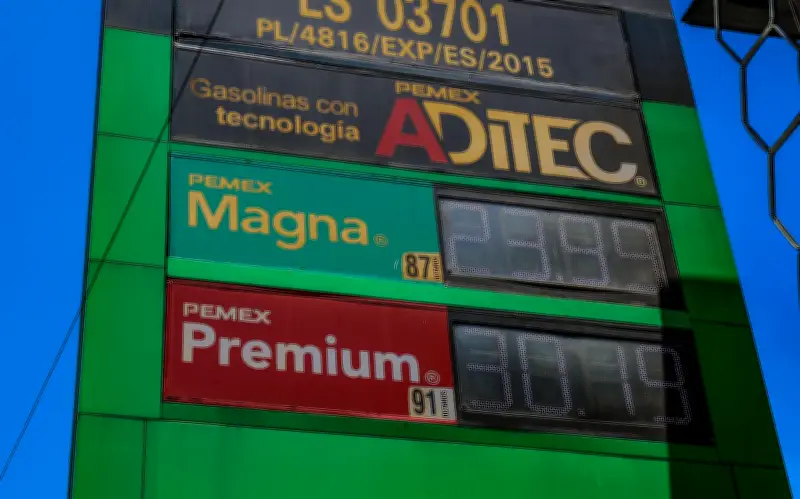 ES 03701
PL/4816/EXP/ES/2015
Gasolinas con
tecnología
PEMEX
ADiTEC®
PEMEX
Magna®
87
23.99
PEMEX
Premium®
91
30.19